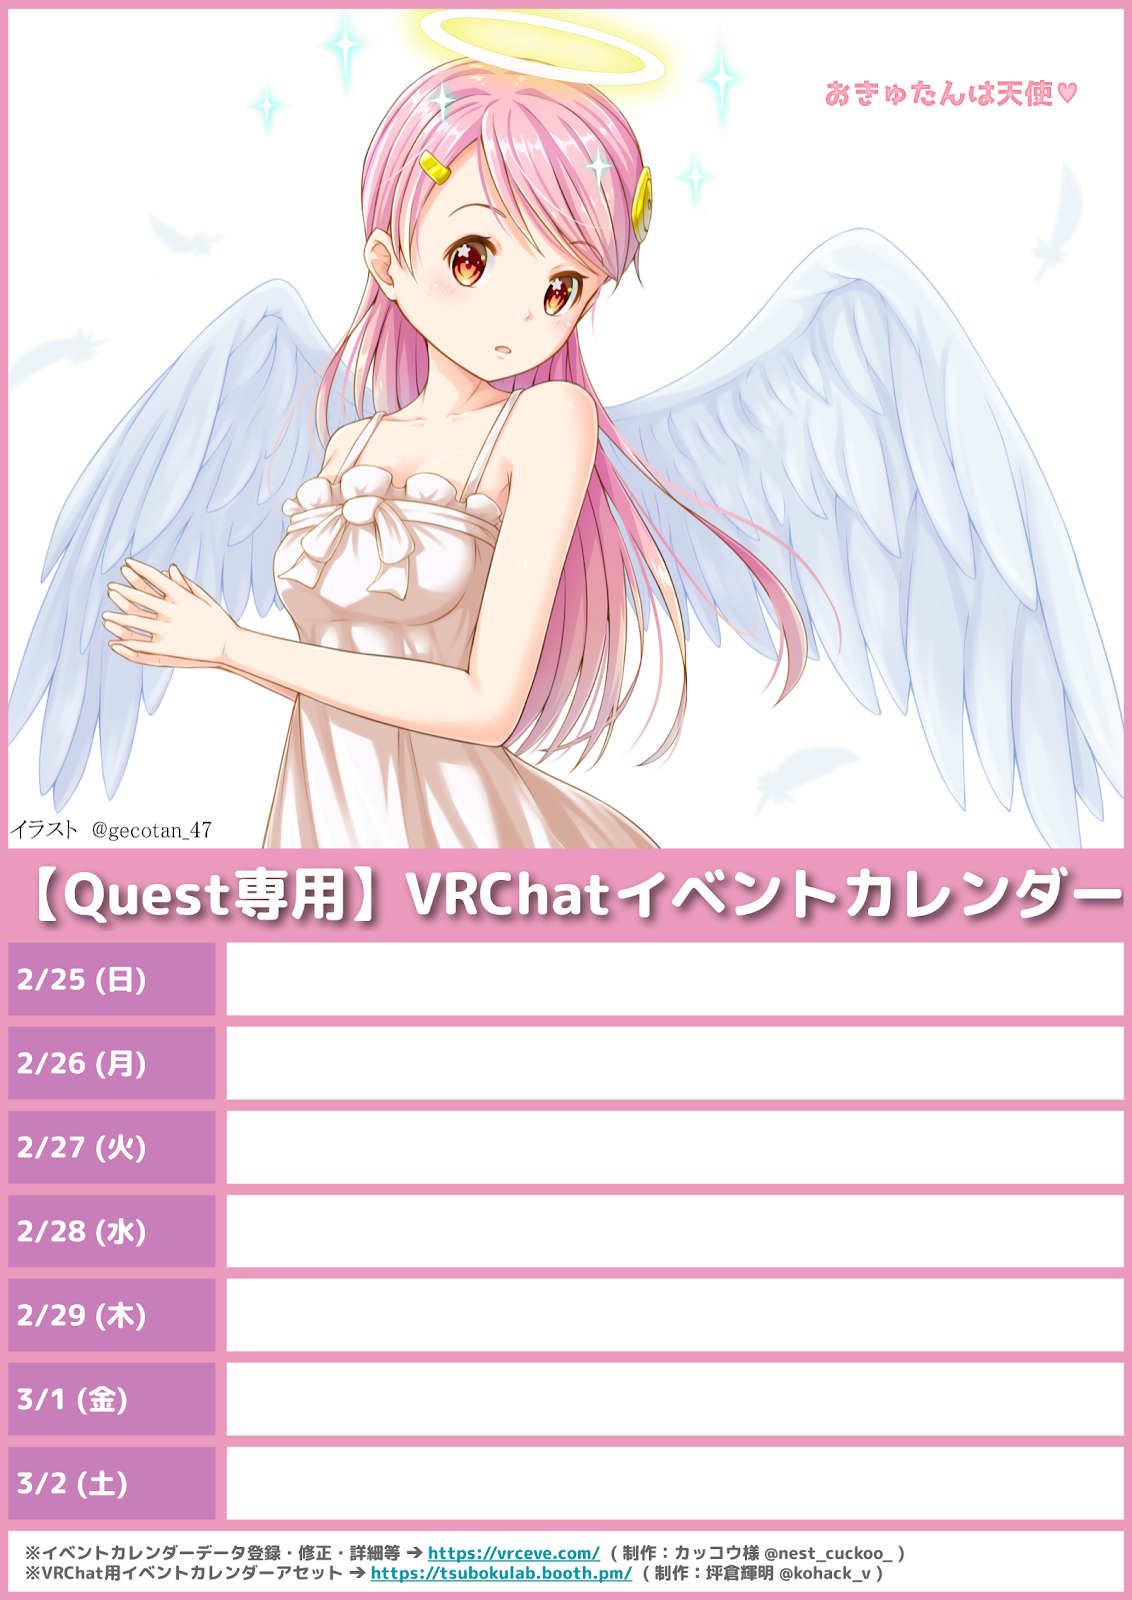 おきゅたんは天使♡
イラスト @gecotan_47
【Quest専用】VRChatイベントカレンダー
2/25 (日)
2/26 (月)
2/27 (火)
2/28 (水)
2/29 (木)
3/1 (金)
3/2 (土)
※イベントカレンダーデータ登録・修正・詳細等 ➔ https://vrceve.com/ ( 制作：カッコウ様 @nest_cuckoo_ )
※VRChat用イベントカレンダーアセット ➔ https://tsubokulab.booth.pm/ ( 制作：坪倉輝明 @kohack_v )